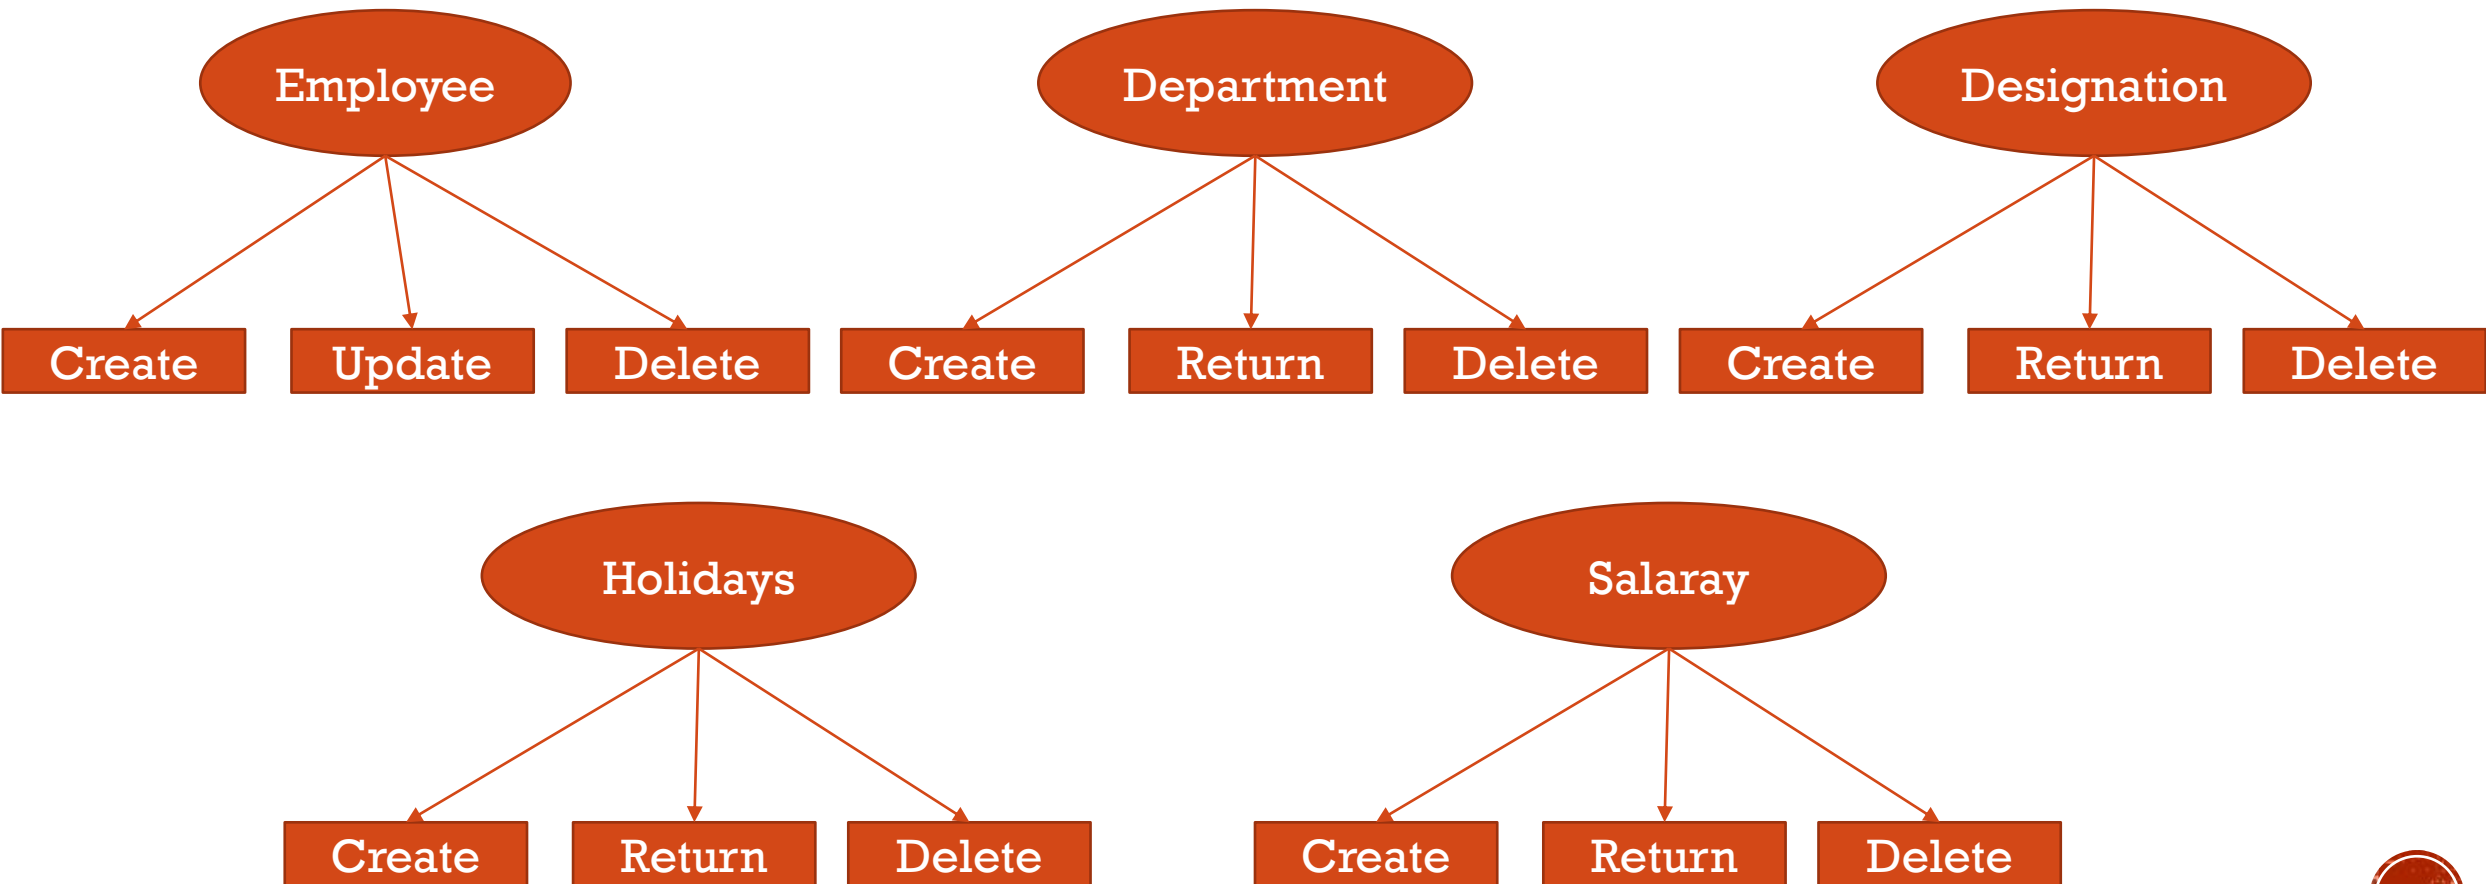 Employee
Department
Designation
Create
Update
Delete
Create
Return
Delete
Create
Return
Delete
Holidays
Salaray
Create
Return
Delete
Create
Return
Delete